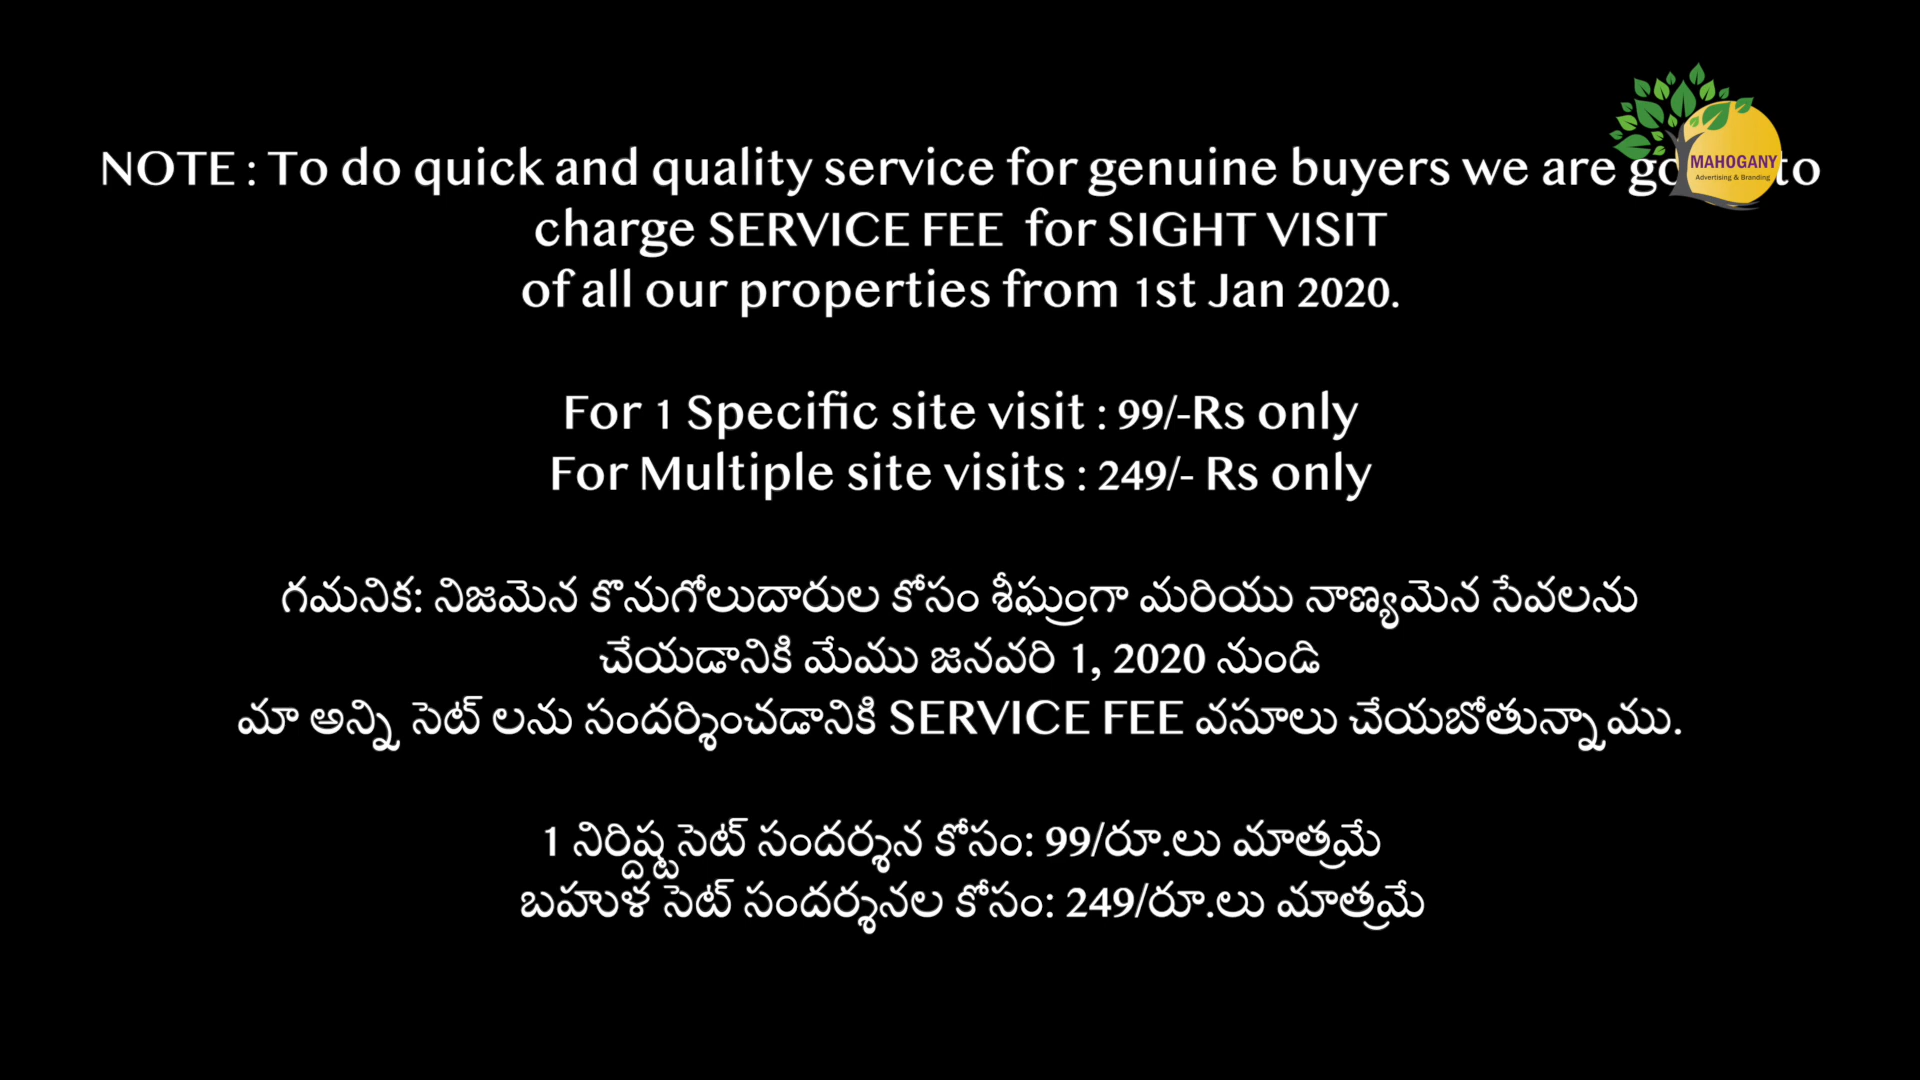 NOTE : To do quick and quality service for genuine buyers we are to
charge SERVICE FEE for SIGHT VISIT
of all our properties from 1st Jan 2020.
For 1 Specific site visit : 99/-Rs only
For Multiple site visits : 249/- Rs only
గమనిక: నిజమెన కొనుగోలుదారుల కోసం శీఘ్రంగా మరియు నాణ్యమెన సేవలను
చేయడానికి మేము జనవరి 1, 2020 నుండి
మా అన్ని సెట్ లను సందర్శించడానికి SERVICE FEE వసూలు చేయబోతున్నాము.
1 నిర్దిష్టసెట్ సందర్శన కోసం: 99/రూ.లు మాత్రమే
బహుళ సెట్ సందర్శనల కోసం: 249/రూ.లు మాత్రమే
MAHOGANY
Advertising & Branding